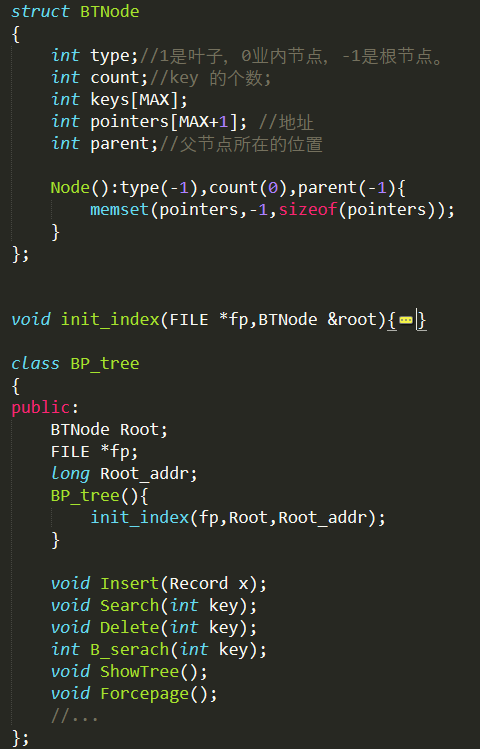 struct BTNode
{
    int type;//1是叶子，0业内节点，-1是根节点。
    int count;//key 的个数;
    int keys[MAX];
    int pointers[MAX+1]; //地址
    int parent;//父节点所在的位置
    Node():type(-1),count(0),parent(-1){
        memset(pointers,-1,sizeof(pointers));
    }
};
void init_index(FILE *fp,BTNode &root){…}
class BP_tree
{
public:
    BTNode Root;
    FILE *fp;
    long Root_addr;
    BP_tree(){
        init_index(fp,Root,Root_addr);
    }
    void Insert(Record x);
    void Search(int key);
    void Delete(int key);
    int B_serach(int key);
    void ShowTree();
    void Forcepage();
    //...
};